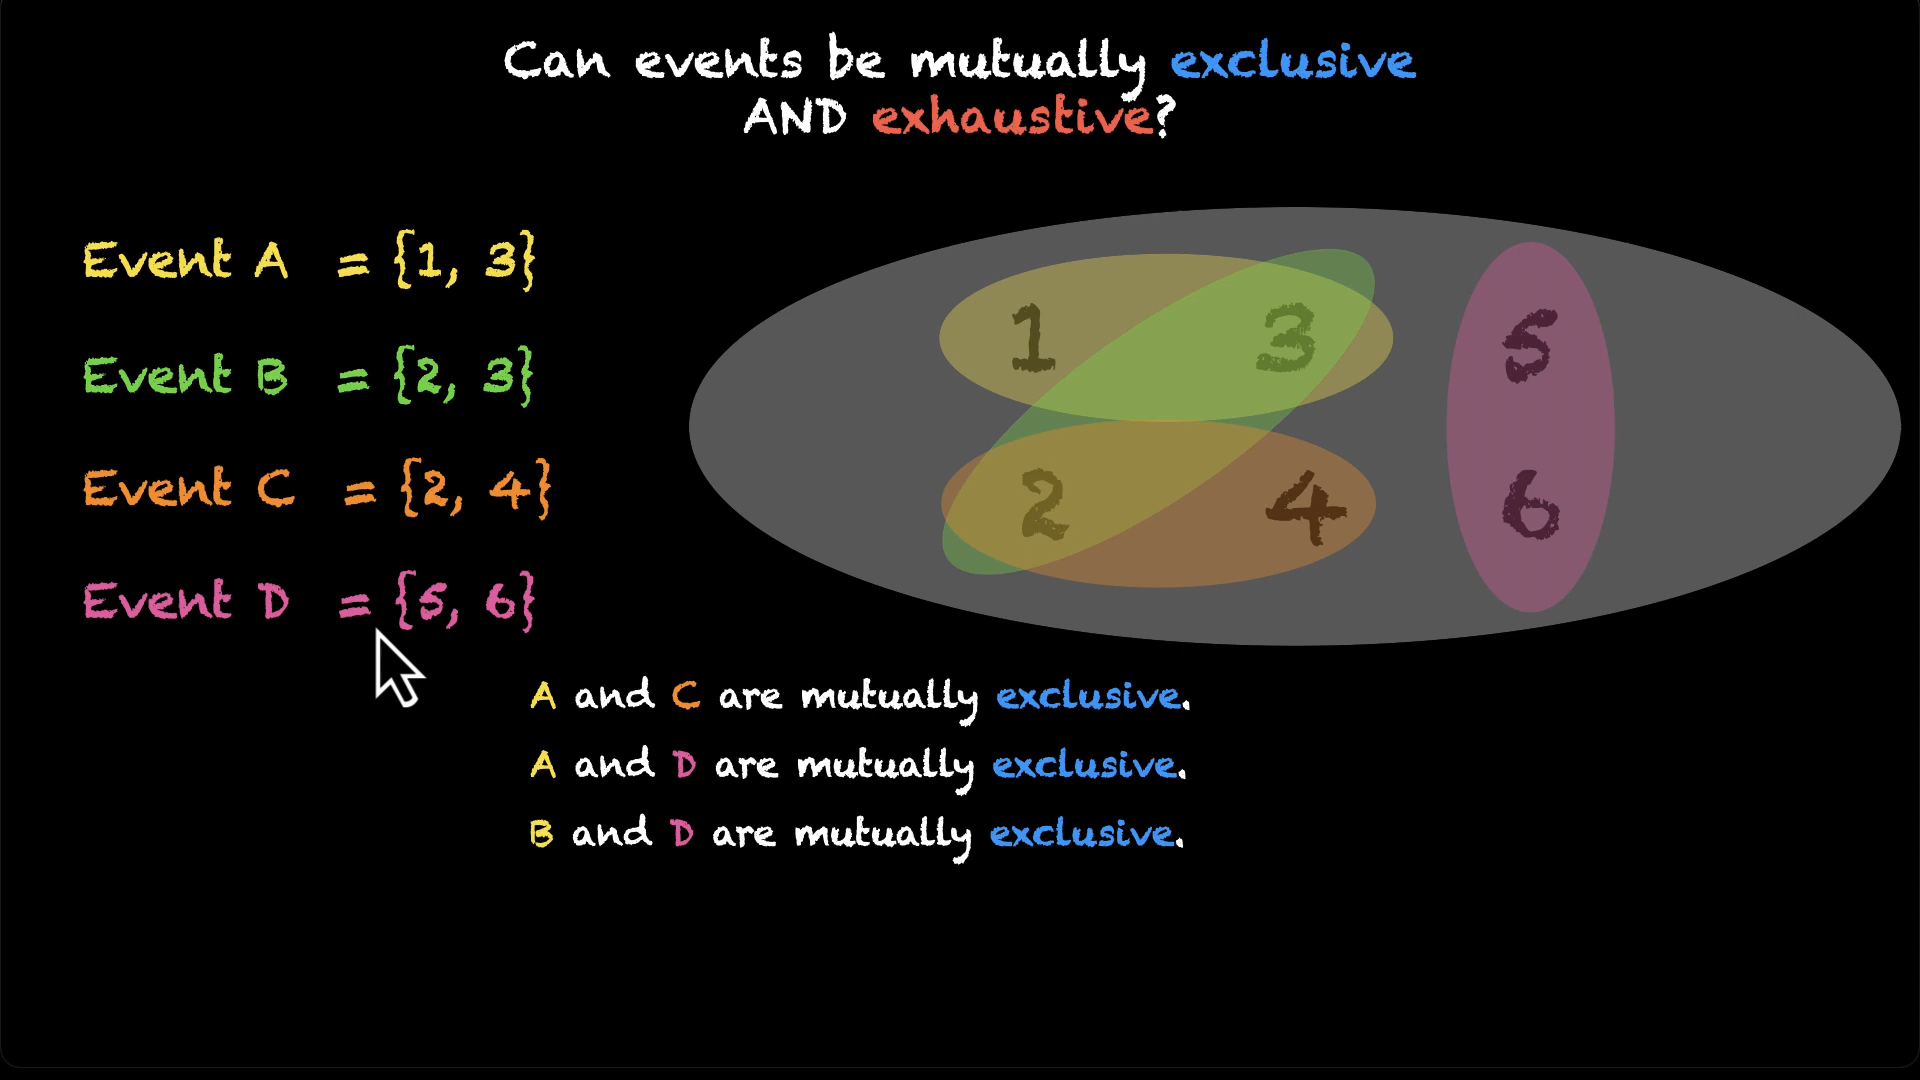 Can events be mutually exclusive
AND exhaustive?
Event A = {1, 3}
Event B = {2, 3}
Event C = {2, 4}
Event D = {5, 6}
1 3 5
2 4 6
A and C are mutually exclusive.
A and D are mutually exclusive.
B and D are mutually exclusive.